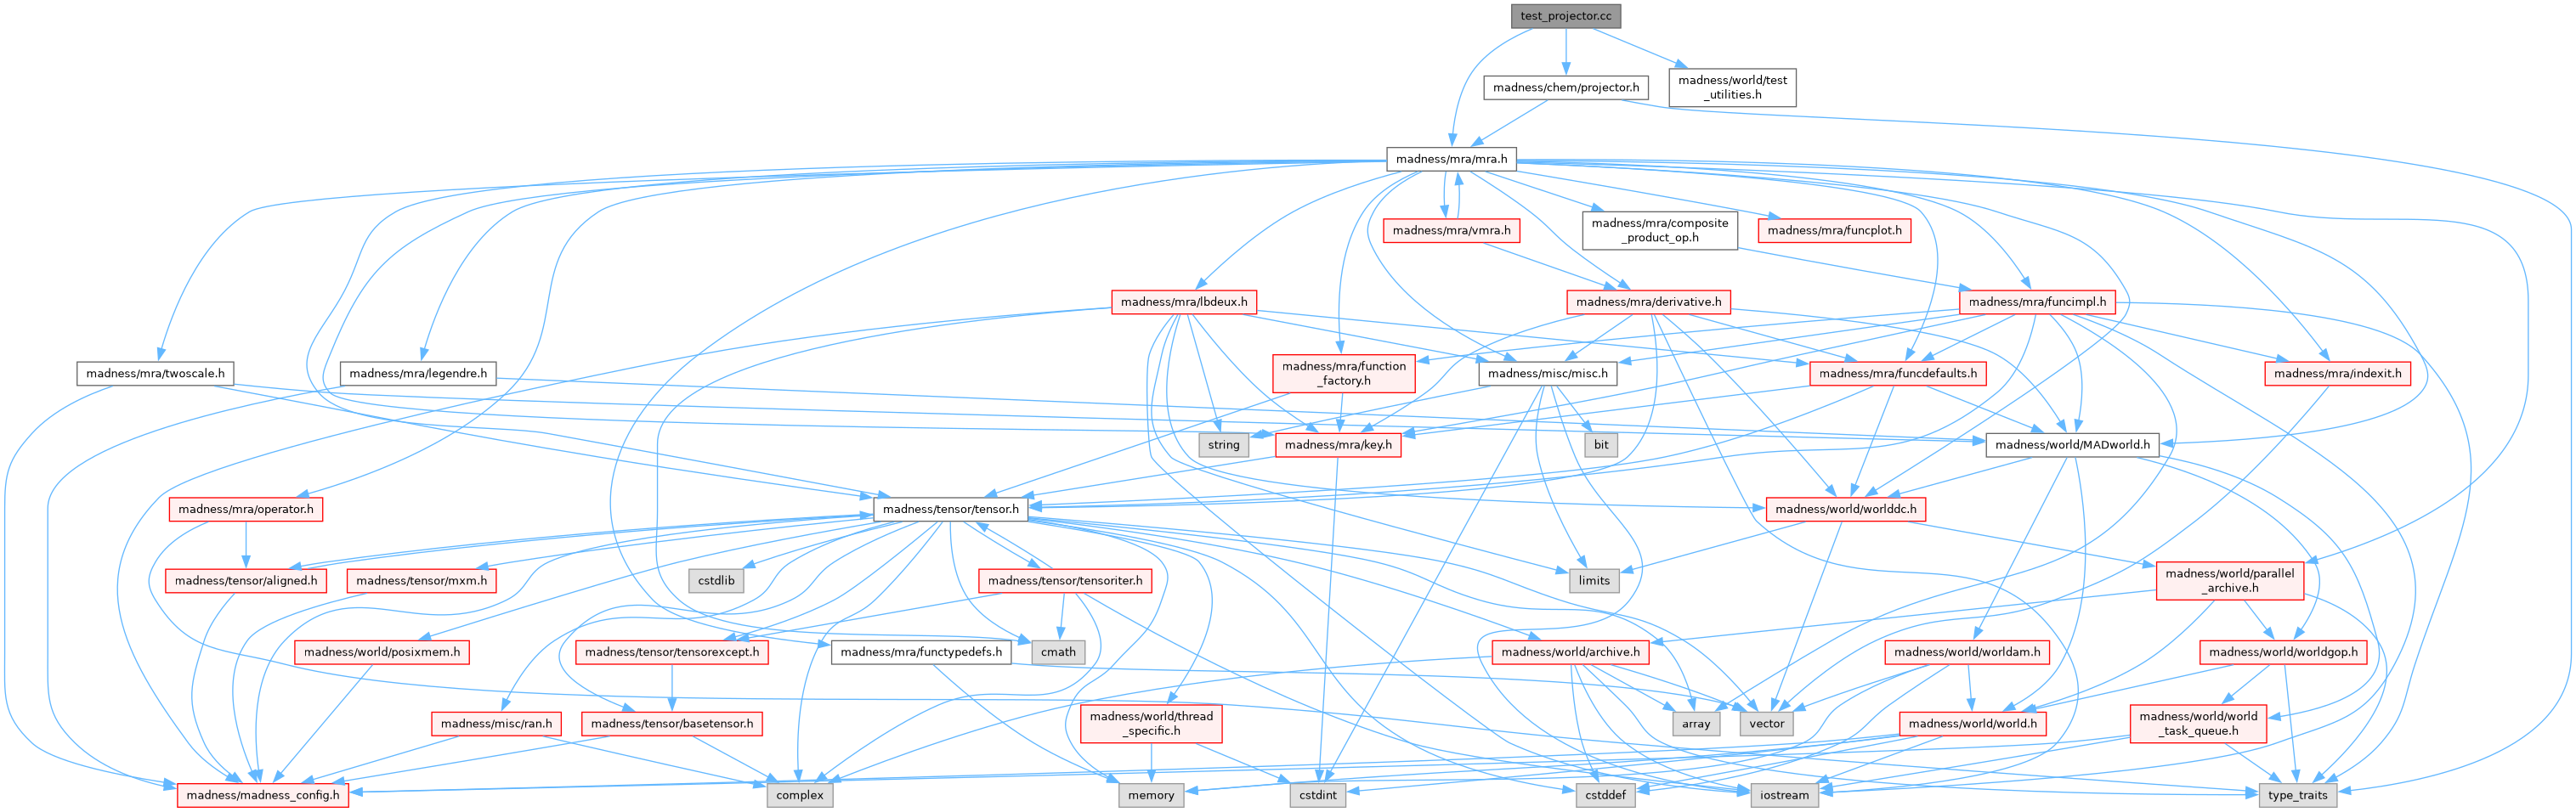 test_projector.cc
madness/chem/projector.h
madness/world/test
_utilities.h
madness/mra/mra.h
madness/mra/vmra.h
madness/mra/composite
_product_op.h
madness/mra/funcplot.h
madness/mra/lbdeux.h
madness/mra/derivative.h
madness/mra/funcimpl.h
madness/mra/twoscale.h
madness/mra/legendre.h
madness/mra/function
_factory.h
madness/misc/misc.h
madness/mra/funcdefaults.h
madness/mra/indexit.h
string
madness/mra/key.h
bit
madness/world/MADworld.h
madness/mra/operator.h
madness/tensor/tensor.h
madness/world/worlddc.h
madness/tensor/aligned.h
madness/tensor/mxm.h
cstdlib
madness/tensor/tensoriter.h
limits
madness/world/parallel
_archive.h
madness/world/posixmem.h
madness/tensor/tensorexcept.h
madness/mra/functypedefs.h
cmath
madness/world/archive.h
madness/world/worldam.h
madness/world/worldgop.h
madness/misc/ran.h
madness/tensor/basetensor.h
madness/world/thread
_specific.h
array
vector
madness/world/world.h
madness/world/world
_task_queue.h
madness/madness_config.h
complex
memory
cstdint
cstddef
iostream
type_traits